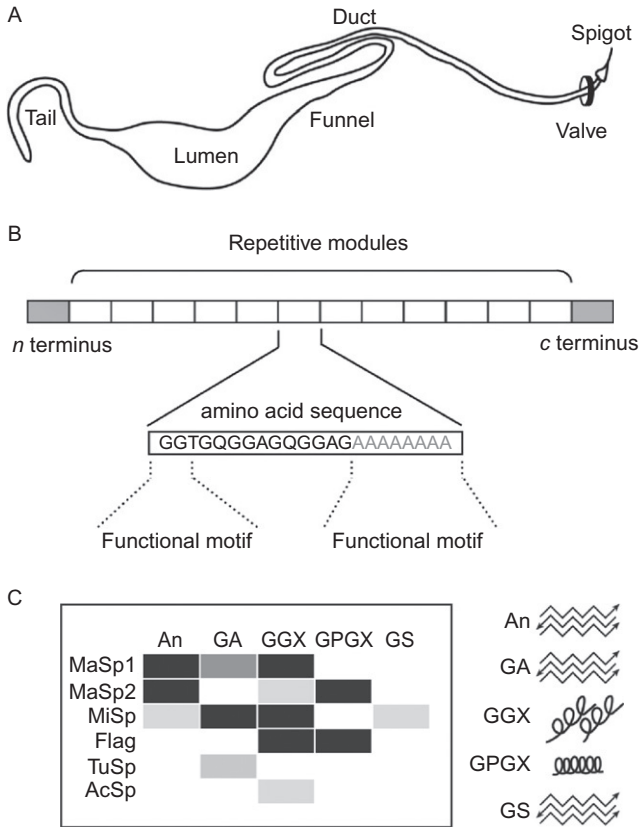 A
Duct
Spigot
Tail
Lumen
Funnel
Valve
B
Repetitive modules
n terminus
c terminus
amino acid sequence
GGTGQGGAGQGGAGAAAAAAAA
Functional motif Functional motif
C
An GA GGX GPGX GS
MaSp1
MaSp2
MiSp
Flag
TuSp
AcSp
An
GA
GGX
GPGX
GS